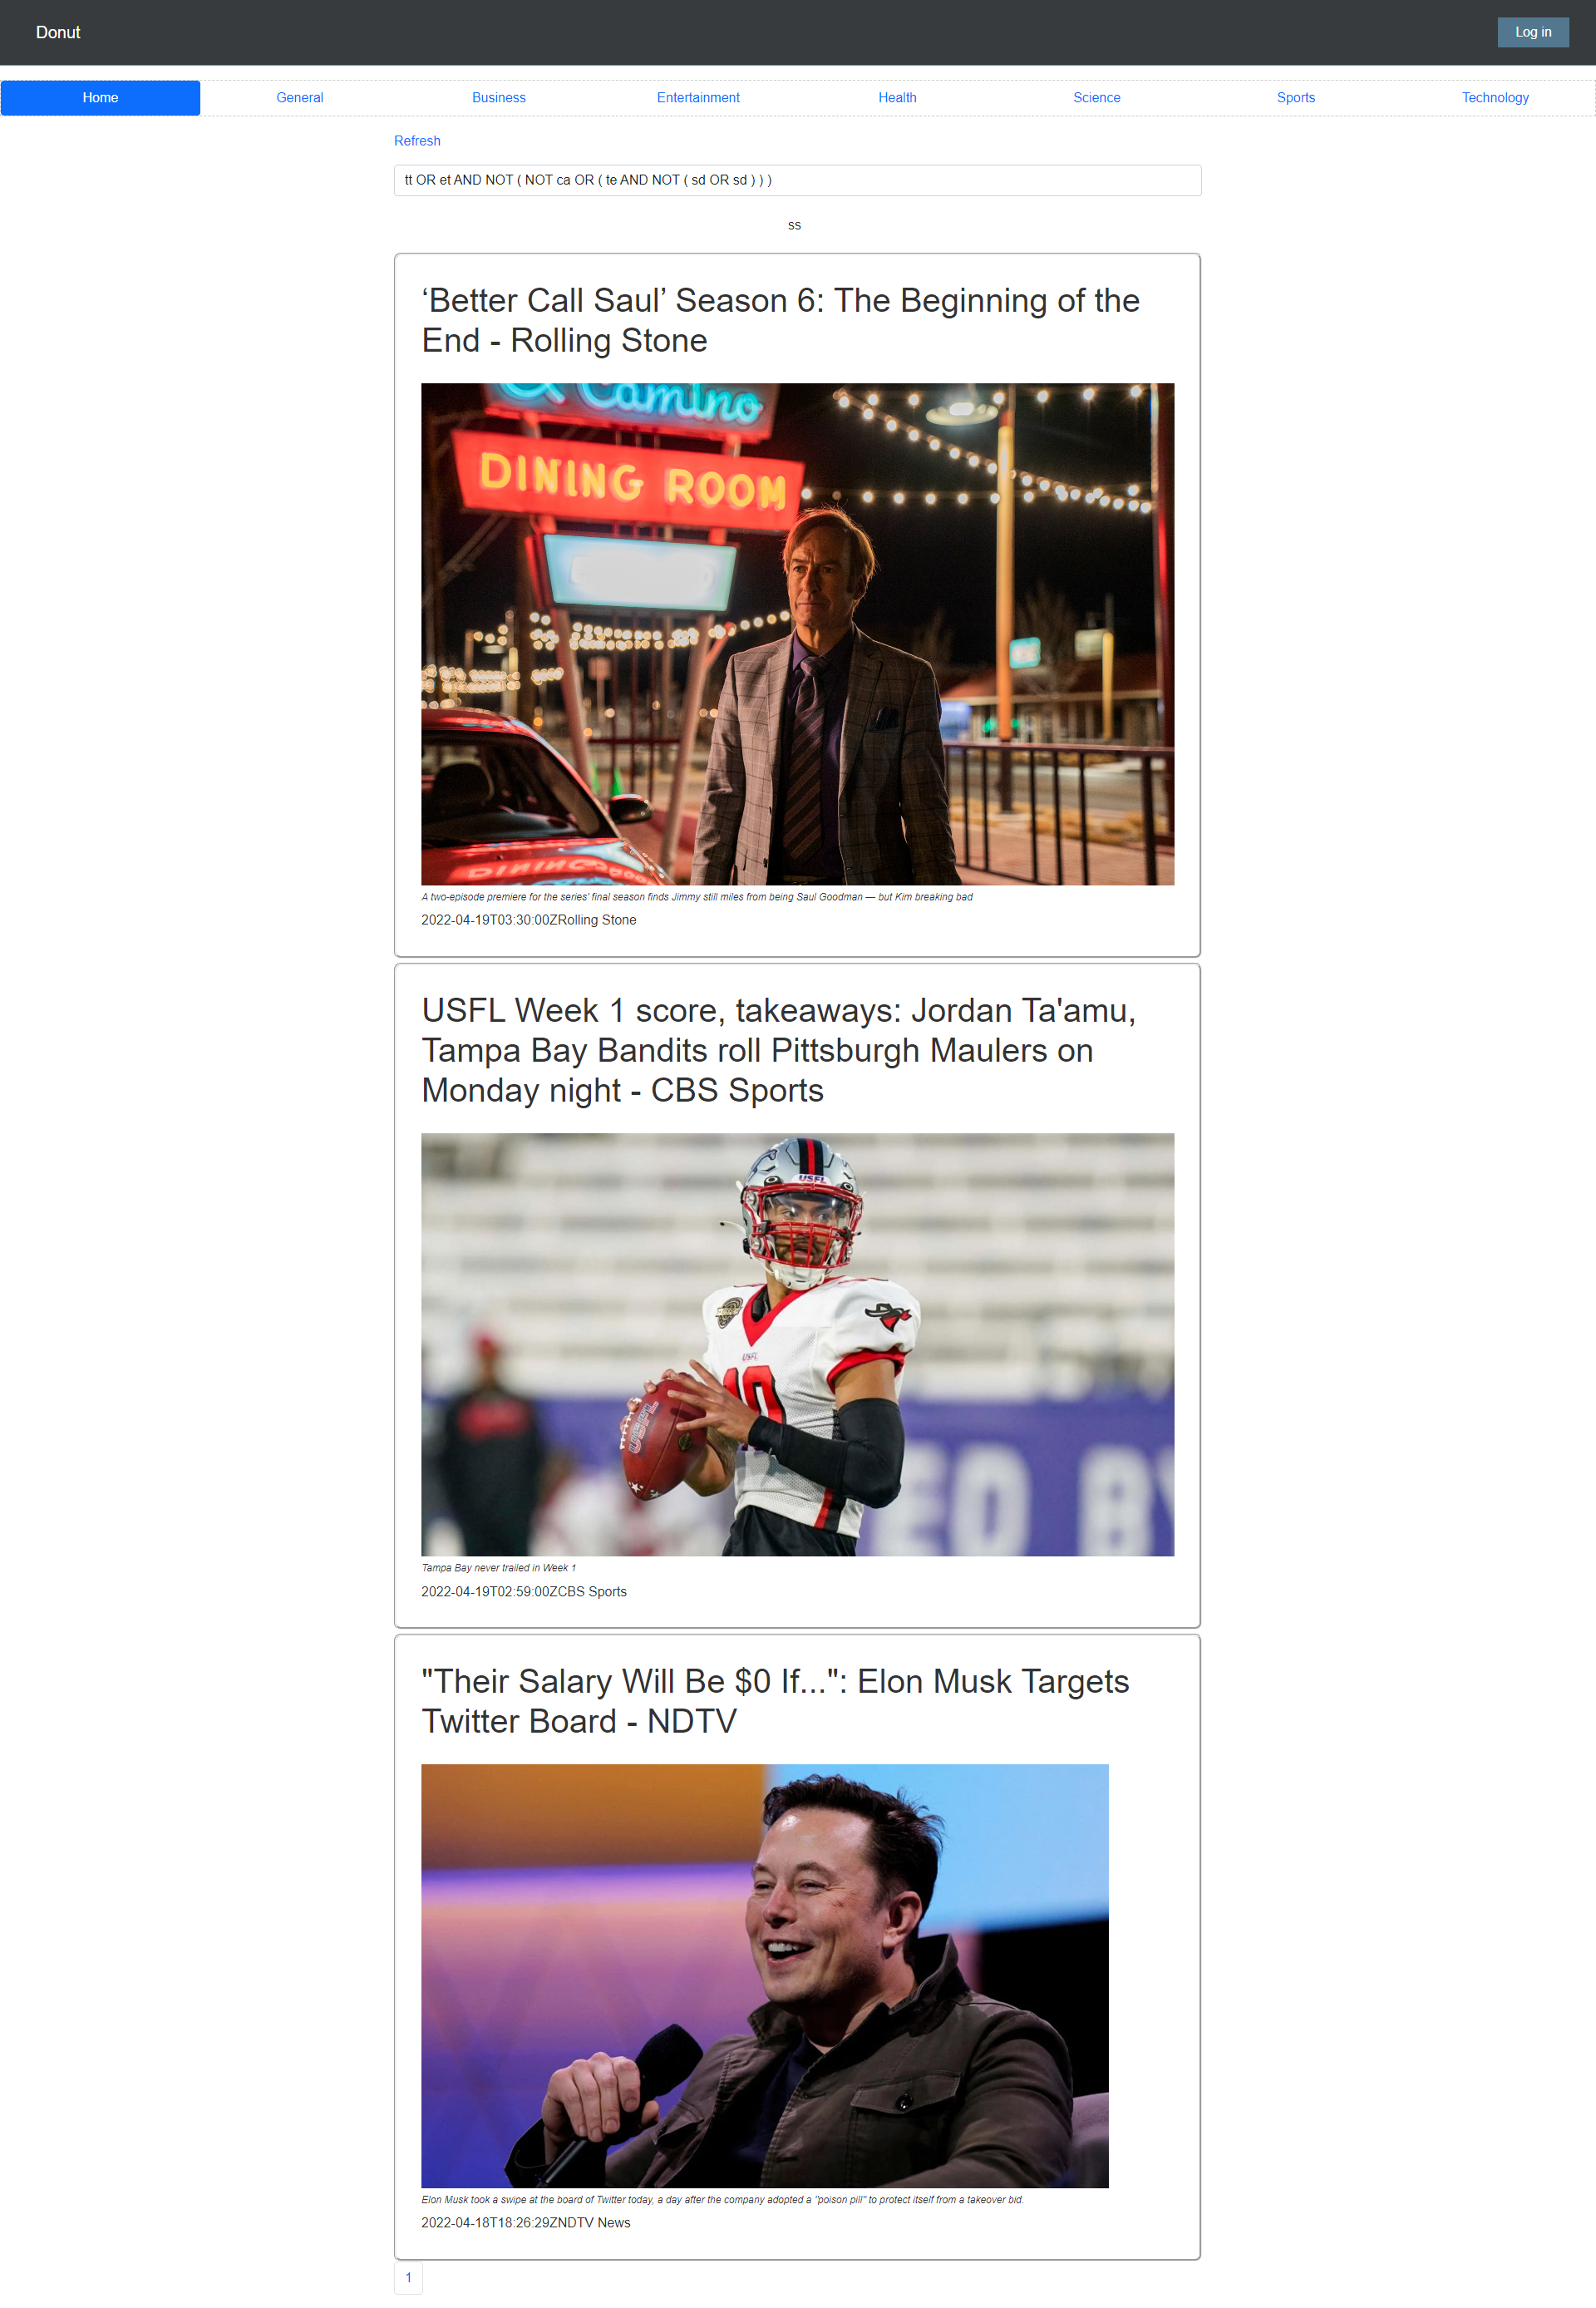 Donut
Log in
Home General Business Entertainment Health Science Sports Technology
Refresh
tt OR et AND NOT ( NOT ca OR ( te AND NOT ( sd OR sd ) ) )
ss
‘Better Call Saul’ Season 6: The Beginning of the
End - Rolling Stone
Camino
DINING ROOM
DINING
A two-episode premiere for the series' final season finds Jimmy still miles from being Saul Goodman — but Kim breaking bad
2022-04-19T03:30:00ZRolling Stone
USFL Week 1 score, takeaways: Jordan Ta'amu,
Tampa Bay Bandits roll Pittsburgh Maulers on
Monday night - CBS Sports
USFL
USFL
10
USFL
ED BY
Tampa Bay never trailed in Week 1
2022-04-19T02:59:00ZCBS Sports
"Their Salary Will Be $0 If...": Elon Musk Targets
Twitter Board - NDTV
Elon Musk took a swipe at the board of Twitter today, a day after the company adopted a "poison pill" to protect itself from a takeover bid.
2022-04-18T18:26:29ZNDTV News
1